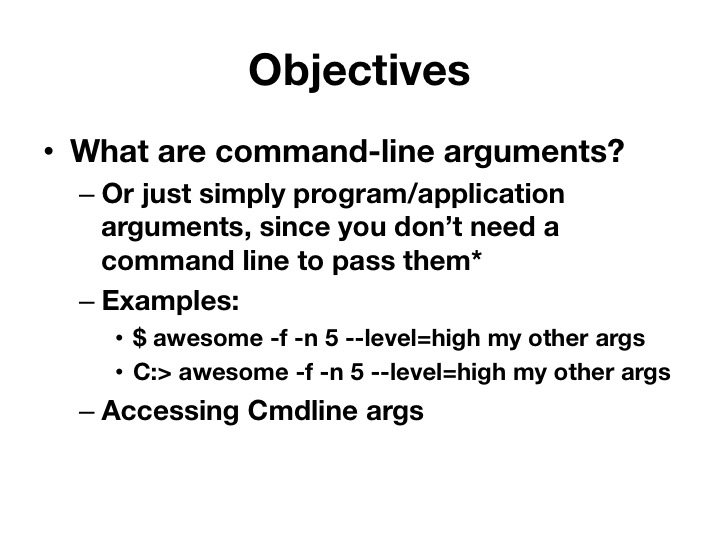 Objectives
• What are command-line arguments?
– Or just simply program/application
arguments, since you don’t need a
command line to pass them*
– Examples:
• $ awesome -f -n 5 --level=high my other args
• C:> awesome -f -n 5 --level=high my other args
– Accessing Cmdline args